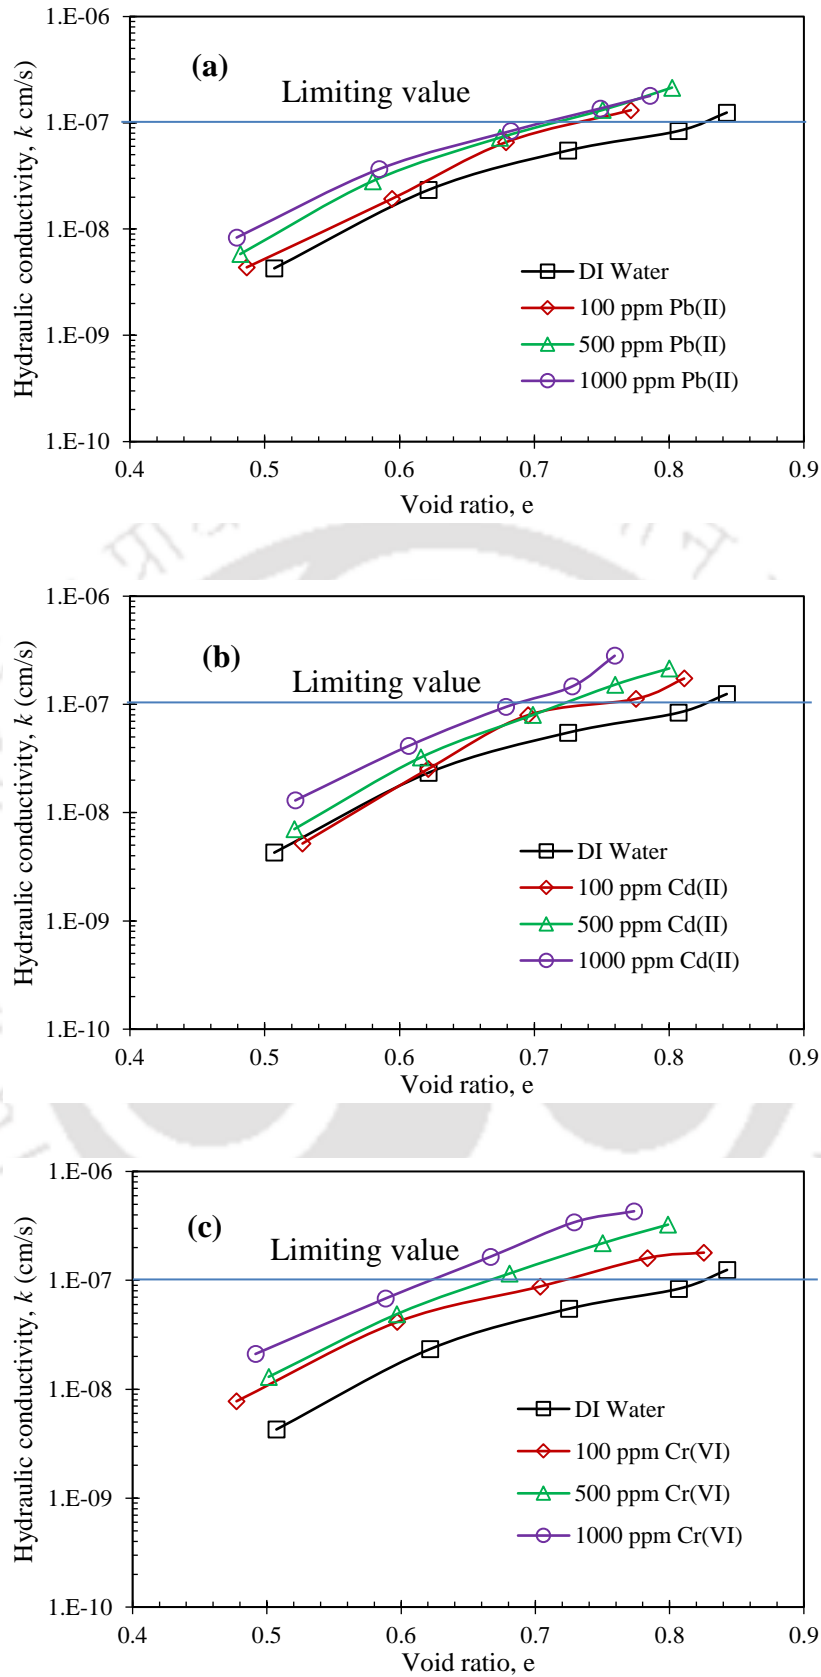 1.E-06
(a)
Limiting value
1.E-07
1.E-08
1.E-09
1.E-10
Hydraulic conductivity, k cm/s)
DI Water
100 ppm Pb(II)
500 ppm Pb(II)
1000 ppm Pb(II)
0.4 0.5 0.6 0.7 0.8 0.9
Void ratio, e
1.E-06
(b)
Limiting value
1.E-07
1.E-08
1.E-09
1.E-10
Hydraulic conductivity, k (cm/s)
DI Water
100 ppm Cd(II)
500 ppm Cd(II)
1000 ppm Cd(II)
0.4 0.5 0.6 0.7 0.8 0.9
Void ratio, e
1.E-06
(c)
Limiting value
1.E-07
1.E-08
1.E-09
1.E-10
Hydraulic conductivity, k (cm/s)
DI Water
100 ppm Cr(VI)
500 ppm Cr(VI)
1000 ppm Cr(VI)
0.4 0.5 0.6 0.7 0.8 0.9
Void ratio, e